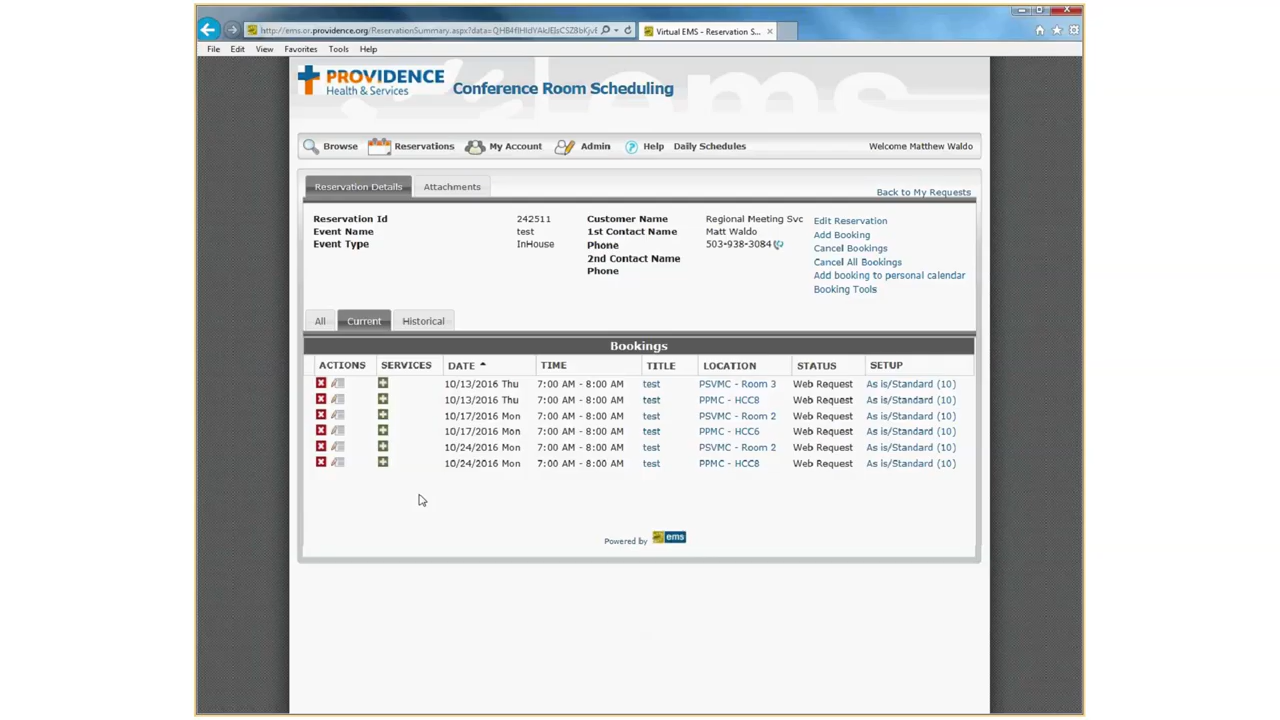 http://ems.or.providence.org/ReservationSummary.aspx?data=
Virtual EMS - Reservation S...
File Edit View Favorites Tools Help
PROVIDENCE
Health & Services
Conference Room Scheduling
ems
Browse Reservations My Account Admin Help Daily Schedules Welcome Matthew Waldo
Reservation Details Attachments
Back to My Requests
Reservation Id 242511 Customer Name Regional Meeting Svc Edit Reservation
Event Name test 1st Contact Name Matt Waldo Add Booking
Event Type InHouse Phone 503-938-3084 Cancel Bookings
2nd Contact Name Cancel All Bookings
Phone Add booking to personal calendar
Booking Tools
All Current Historical
Bookings
ACTIONS SERVICES DATE TIME TITLE LOCATION STATUS SETUP
10/13/2016 Thu 7:00 AM - 8:00 AM test PSVMC - Room 3 Web Request As is/Standard (10)
10/13/2016 Thu 7:00 AM - 8:00 AM test PPMC - HCC8 Web Request As is/Standard (10)
10/17/2016 Mon 7:00 AM - 8:00 AM test PSVMC - Room 2 Web Request As is/Standard (10)
10/17/2016 Mon 7:00 AM - 8:00 AM test PPMC - HCC6 Web Request As is/Standard (10)
10/24/2016 Mon 7:00 AM - 8:00 AM test PSVMC - Room 2 Web Request As is/Standard (10)
10/24/2016 Mon 7:00 AM - 8:00 AM test PPMC - HCC8 Web Request As is/Standard (10)
Powered by ems